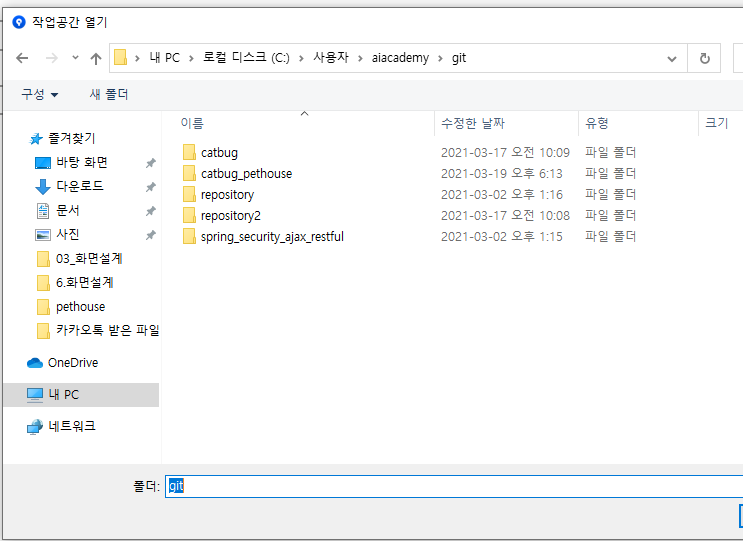 작업공간 열기
내 PC > 로컬 디스크 (C:) > 사용자 > aiacademy > git
구성 새 폴더
이름 수정한 날짜 유형 크기
즐겨찾기
바탕 화면
다운로드
문서
사진
03_화면설계
6.화면설계
pethouse
카카오톡 받은 파일
OneDrive
내 PC
네트워크
catbug 2021-03-17 오전 10:09 파일 폴더
catbug_pethouse 2021-03-19 오후 6:13 파일 폴더
repository 2021-03-02 오후 1:16 파일 폴더
repository2 2021-03-17 오전 10:08 파일 폴더
spring_security_ajax_restful 2021-03-02 오후 1:15 파일 폴더
폴더: git